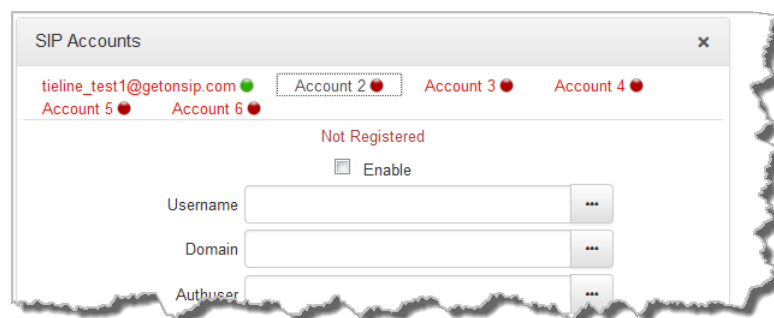 SIP Accounts
tieline_test1@getonsip.com Account 2 Account 3 Account 4
Account 5 Account 6
Not Registered
Enable
Username
Domain
Authuser